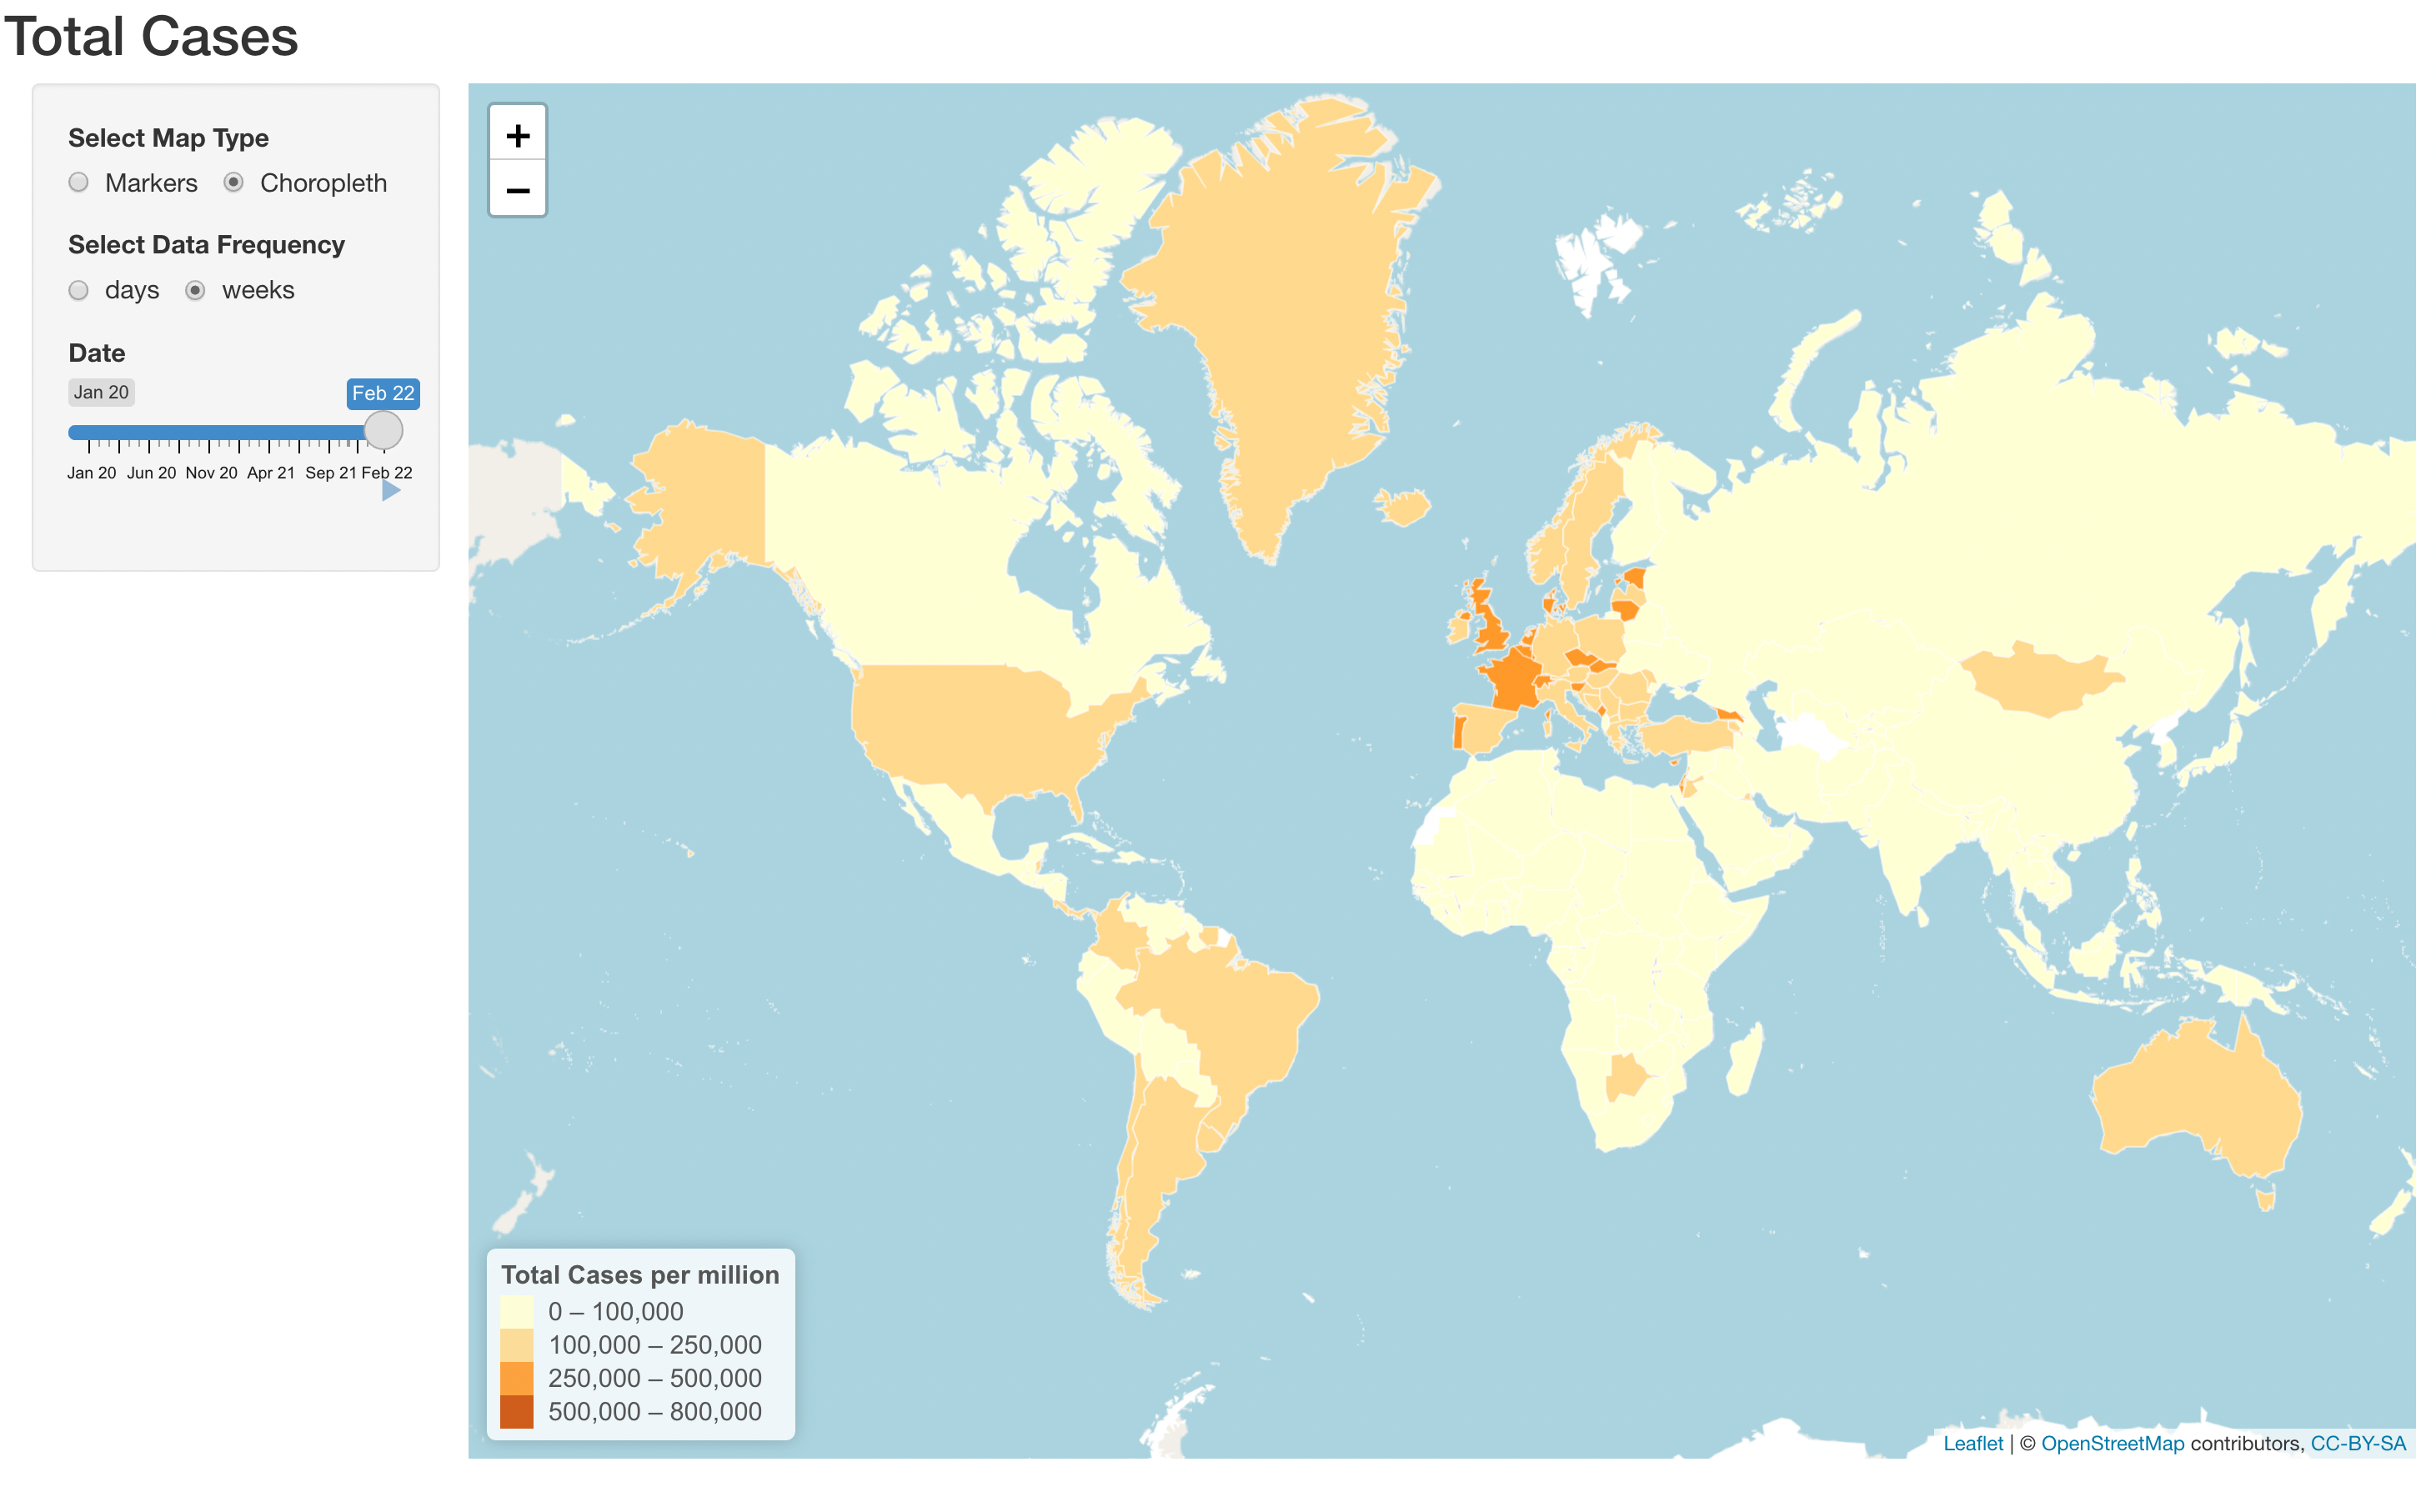 Total Cases
Select Map Type
Markers Choropleth
Select Data Frequency
days weeks
Date
Jan 20 Feb 22
Jan 20 Jun 20 Nov 20 Apr 21 Sep 21 Feb 22
+
−
Total Cases per million
0 – 100,000
100,000 – 250,000
250,000 – 500,000
500,000 – 800,000
Leaflet | © OpenStreetMap contributors, CC-BY-SA